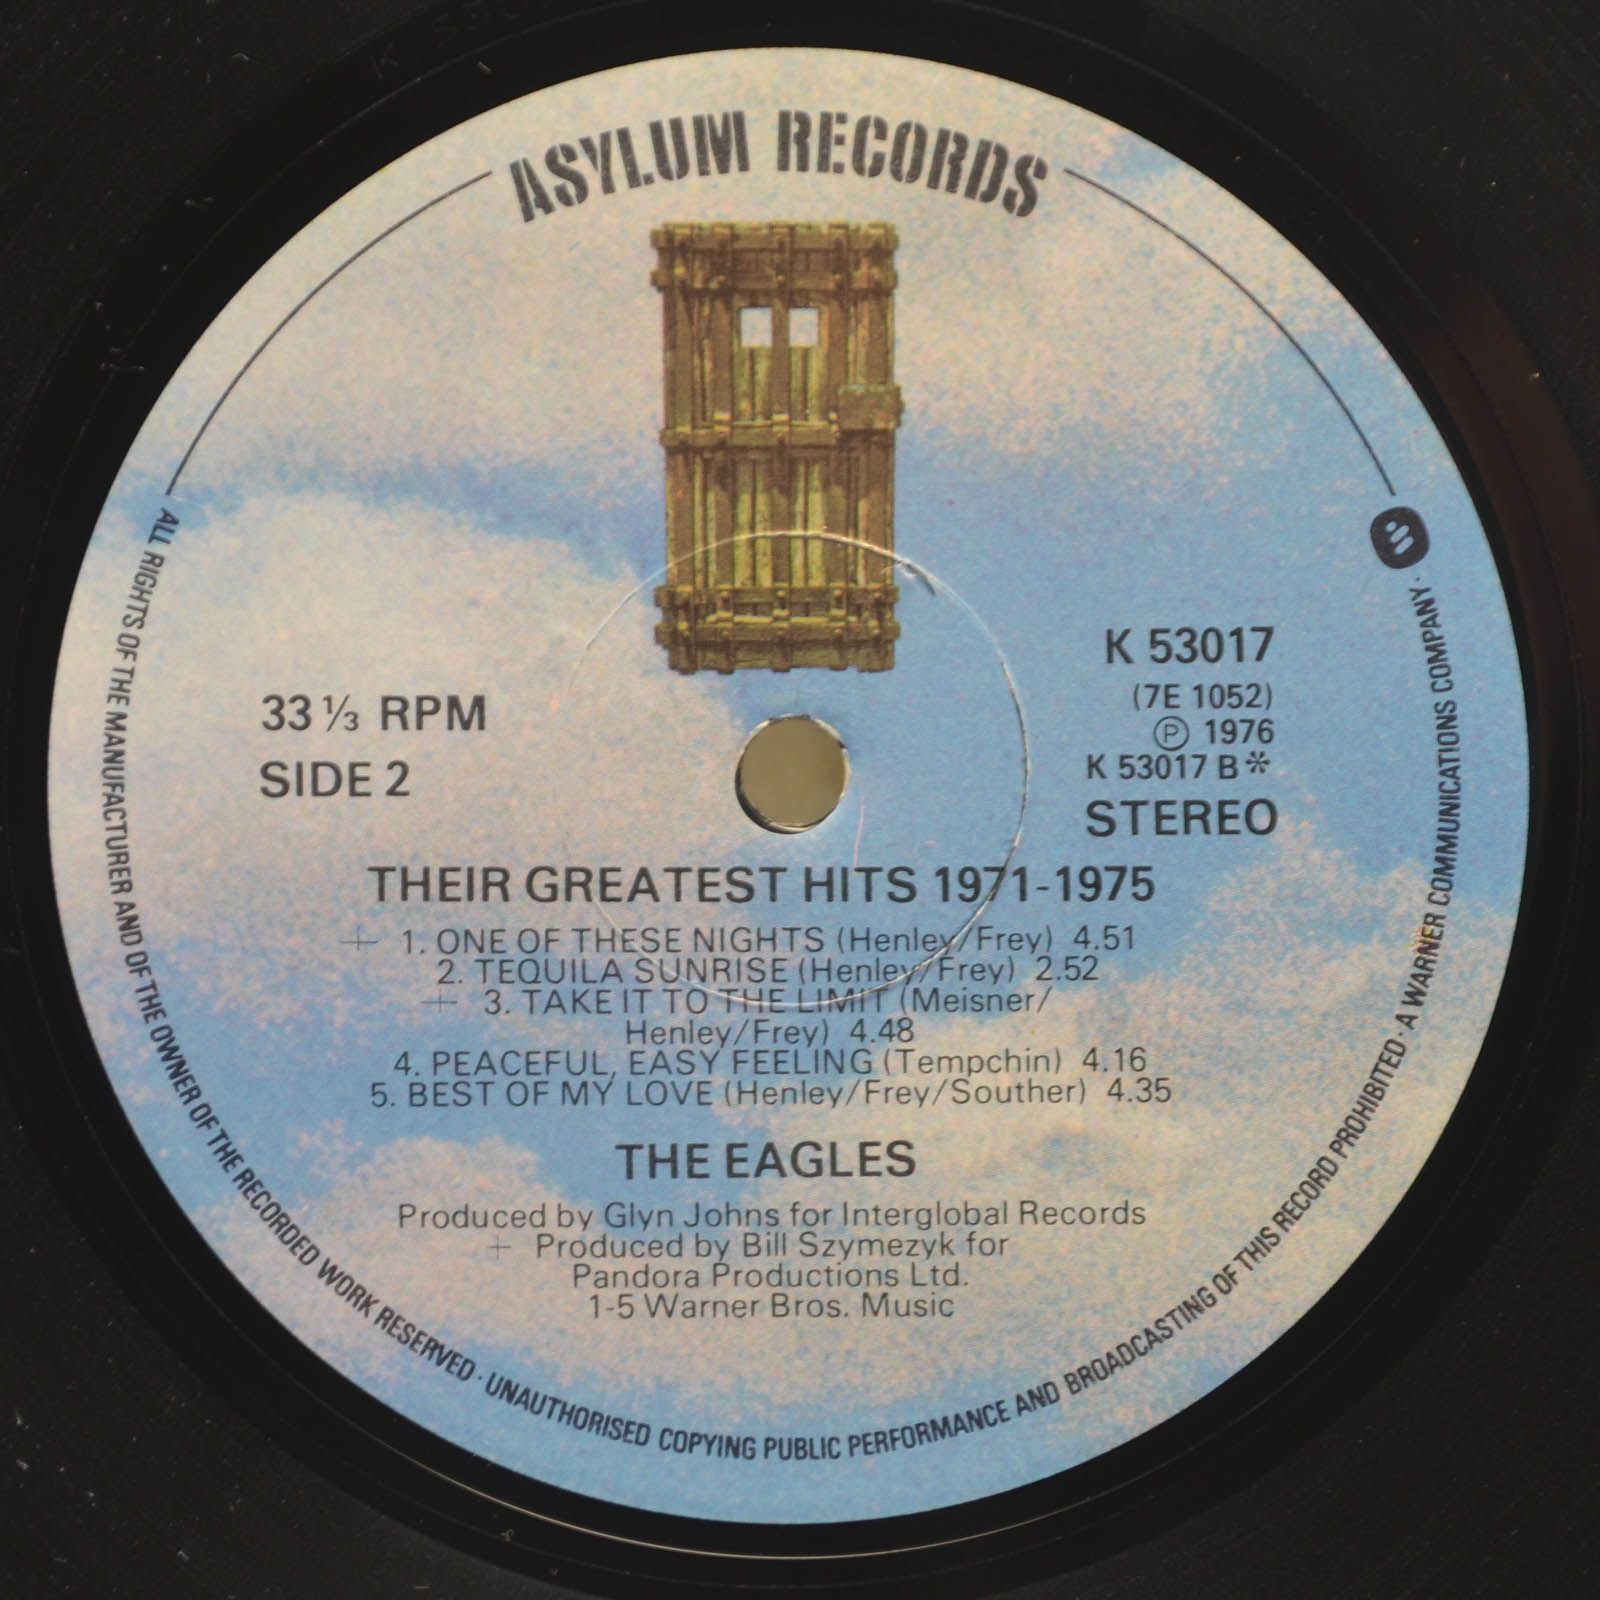 ASYLUM RECORDS
33 ⅓ RPM
SIDE 2
K 53017
(7E 1052)
Ⓟ 1976
K 53017 B*
STEREO
THEIR GREATEST HITS 1971-1975
+ 1. ONE OF THESE NIGHTS (Henley/Frey) 4.51
2. TEQUILA SUNRISE (Henley/Frey) 2.52
+ 3. TAKE IT TO THE LIMIT (Meisner/
Henley/Frey) 4.48
4. PEACEFUL, EASY FEELING (Tempchin) 4.16
5. BEST OF MY LOVE (Henley/Frey/Souther) 4.35
THE EAGLES
Produced by Glyn Johns for Interglobal Records
+ Produced by Bill Szymezyk for
Pandora Productions Ltd.
1-5 Warner Bros. Music
ALL RIGHTS OF THE MANUFACTURER AND OF THE OWNER OF THE RECORDED WORK RESERVED · UNAUTHORISED COPYING PUBLIC PERFORMANCE AND BROADCASTING OF THIS RECORD PROHIBITED · A WARNER COMMUNICATIONS COMPANY ·